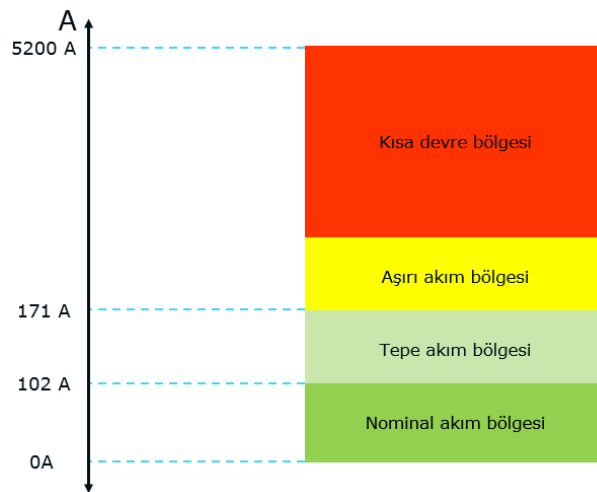 A
5200 A
Kısa devre bölgesi
Aşırı akım bölgesi
171 A
Tepe akım bölgesi
102 A
Nominal akım bölgesi
0A